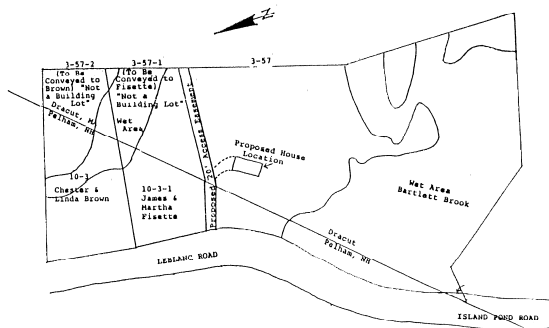 Z
3-57-2
3-57-1
3-57
(To Be
Conveyed to
Brown) "Not
a Building
Lot"
(To Be
Conveyed to
Fisette)
"Not a
Building Lot"
Wet
Area
Dracut, MA
Pelham, NH
Proposed 20' Access Easement
Proposed House
Location
10-3
Chester &
Linda Brown
10-3-1
James &
Martha
Fisette
Wet Area
Bartlett Brook
Dracut
Pelham, NH
LEBLANC ROAD
ISLAND POND ROAD